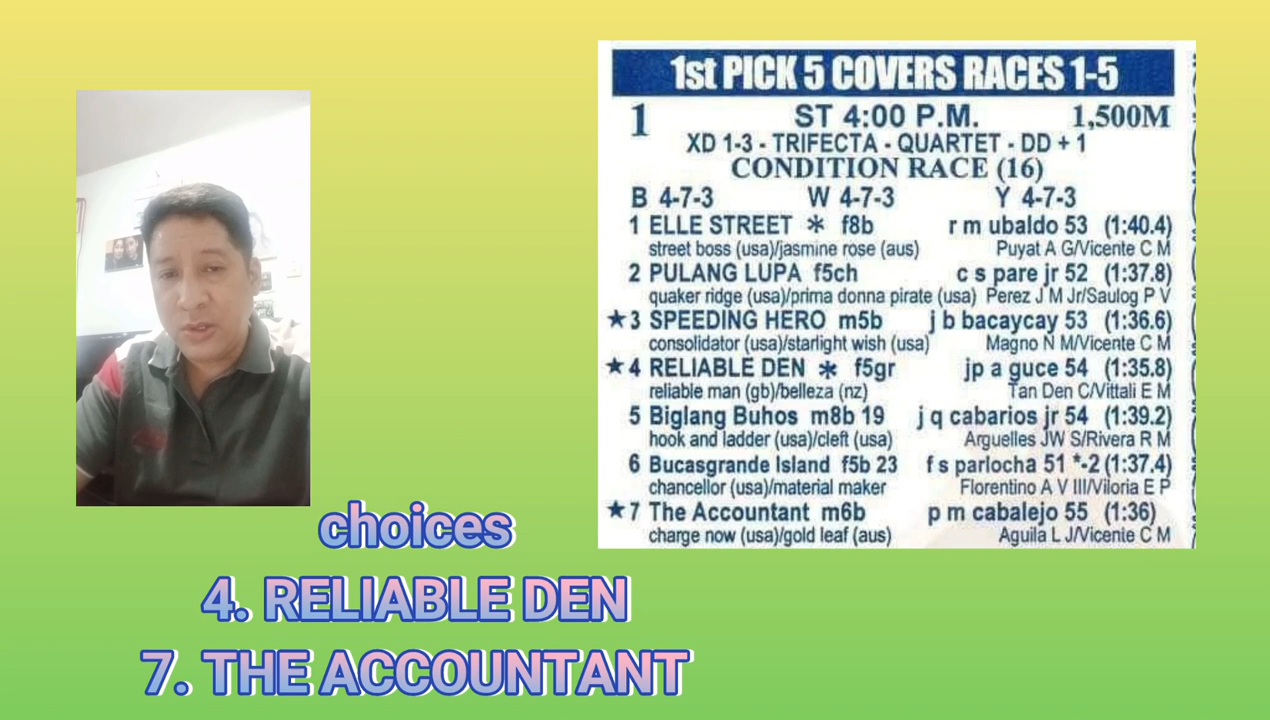 1st PICK 5 COVERS RACES 1-5
1 ST 4:00 P.M. 1,500M
XD 1-3 - TRIFECTA - QUARTET - DD + 1
CONDITION RACE (16)
B 4-7-3 W 4-7-3 Y 4-7-3
1 ELLE STREET * f8b r m ubaldo 53 (1:40.4)
street boss (usa)/jasmine rose (aus) Puyat A G/Vicente C M
2 PULANG LUPA f5ch c s pare jr 52 (1:37.8)
quaker ridge (usa)/prima donna pirate (usa) Perez J M Jr/Saulog P V
★3 SPEEDING HERO m5b j b bacaycay 53 (1:36.6)
consolidator (usa)/starlight wish (usa) Magno N M/Vicente C M
★4 RELIABLE DEN * f5gr jp a guce 54 (1:35.8)
reliable man (gb)/belleza (nz) Tan Den C/Vittali E M
5 Biglang Buhos m8b 19 j q cabarios jr 54 (1:39.2)
hook and ladder (usa)/cleft (usa) Arguelles JW S/Rivera R M
6 Bucasgrande Island f5b 23 f s parlocha 51 *-2 (1:37.4)
chancellor (usa)/material maker Florentino A V III/Viloria E P
★7 The Accountant m6b p m cabalejo 55 (1:36)
charge now (usa)/gold leaf (aus) Aguila L J/Vicente C M
choices
4. RELIABLE DEN
7. THE ACCOUNTANT